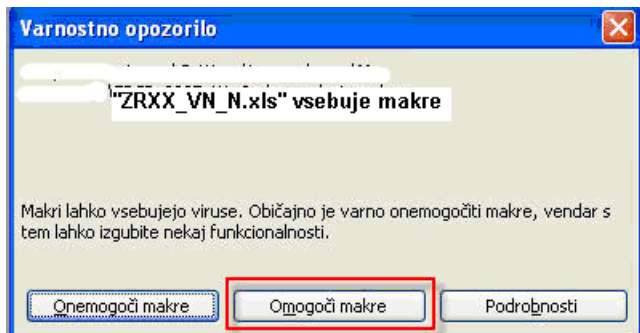 Varnostno opozorilo
"ZRXX_VN_N.xls" vsebuje makre
Makri lahko vsebujejo viruse. Običajno je varno onemogočiti makre, vendar s
tem lahko izgubite nekaj funkcionalnosti.
Onemogoči makre
Omogoči makre
Podrobnosti